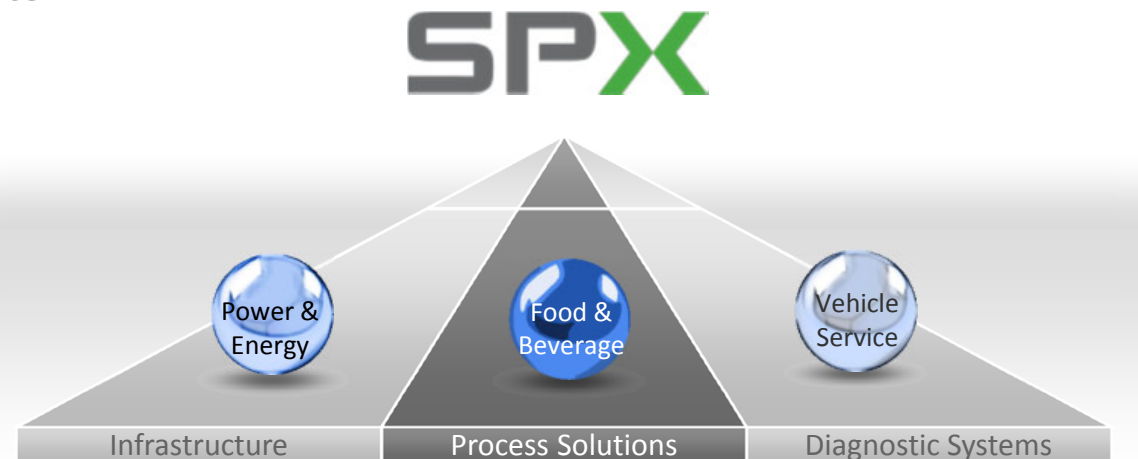 SPX
Power &
Energy
Food &
Beverage
Vehicle
Service
Infrastructure
Process Solutions
Diagnostic Systems